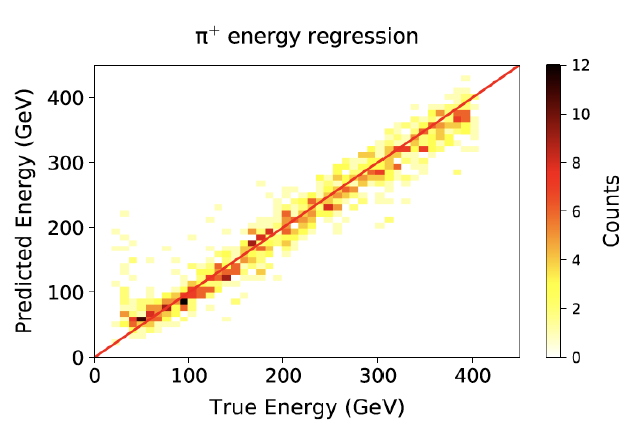 π⁺ energy regression
Predicted Energy (GeV)
400
300
200
100
0
0 100 200 300 400
True Energy (GeV)
12
10
8
6
4
2
0
Counts